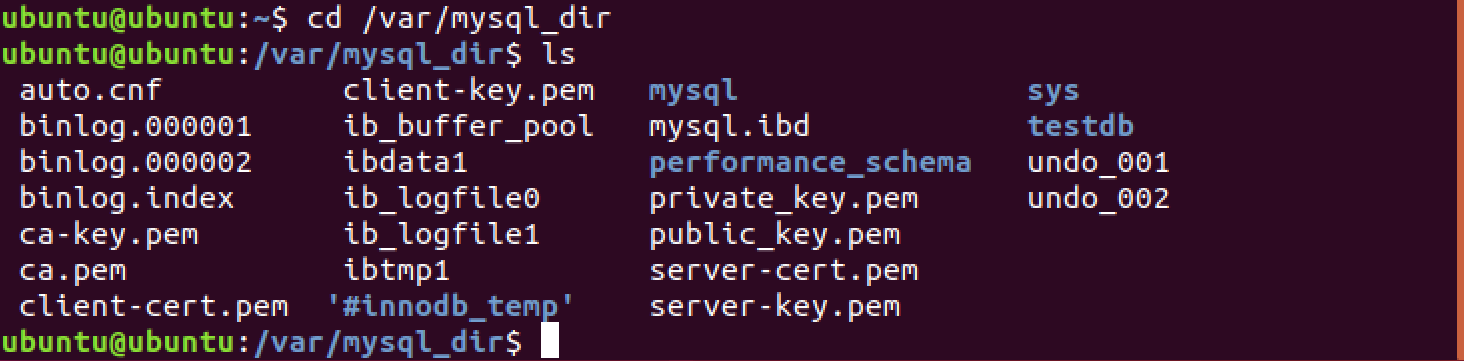 ubuntu@ubuntu:~$ cd /var/mysql_dir
ubuntu@ubuntu:/var/mysql_dir$ ls
auto.cnf client-key.pem mysql sys
binlog.000001 ib_buffer_pool mysql.ibd testdb
binlog.000002 ibdata1 performance_schema undo_001
binlog.index ib_logfile0 private_key.pem undo_002
ca-key.pem ib_logfile1 public_key.pem
ca.pem ibtmp1 server-cert.pem
client-cert.pem '#innodb_temp' server-key.pem
ubuntu@ubuntu:/var/mysql_dir$